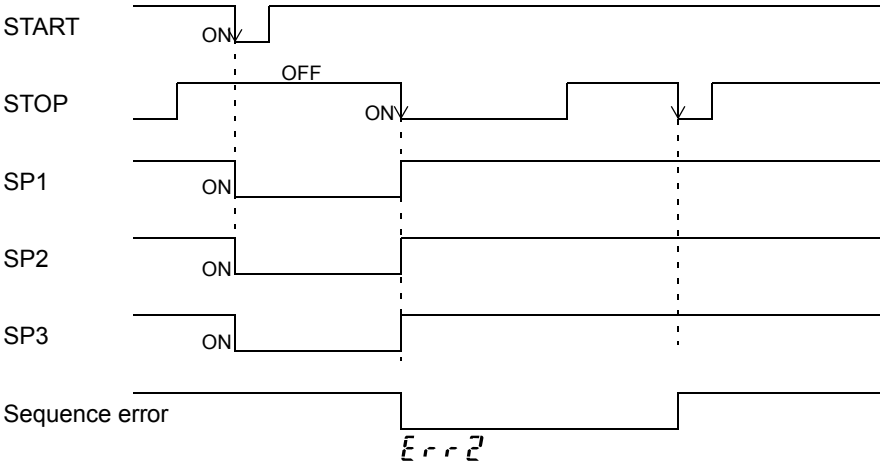 START
ON
OFF
STOP
ON
SP1
ON
SP2
ON
SP3
ON
Sequence error
Err2